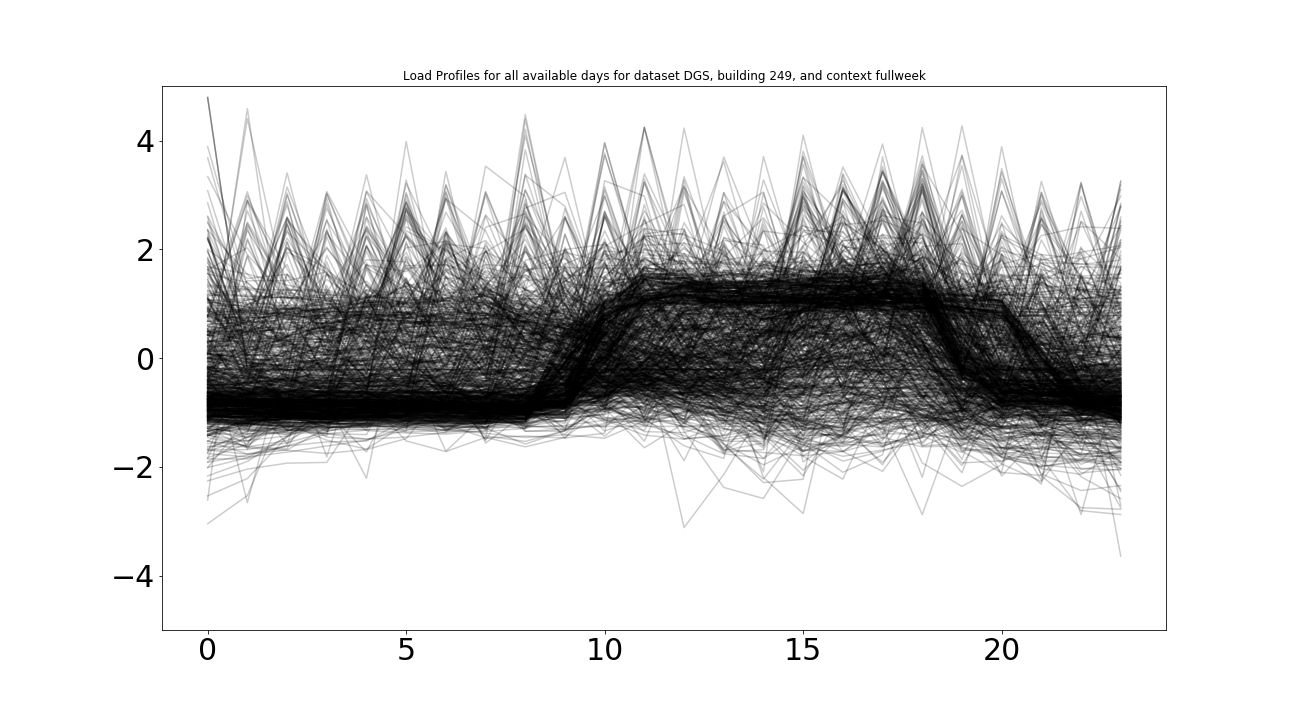 Load Profiles for all available days for dataset DGS, building 249, and context fullweek
4
2
0
−2
−4
0 5 10 15 20